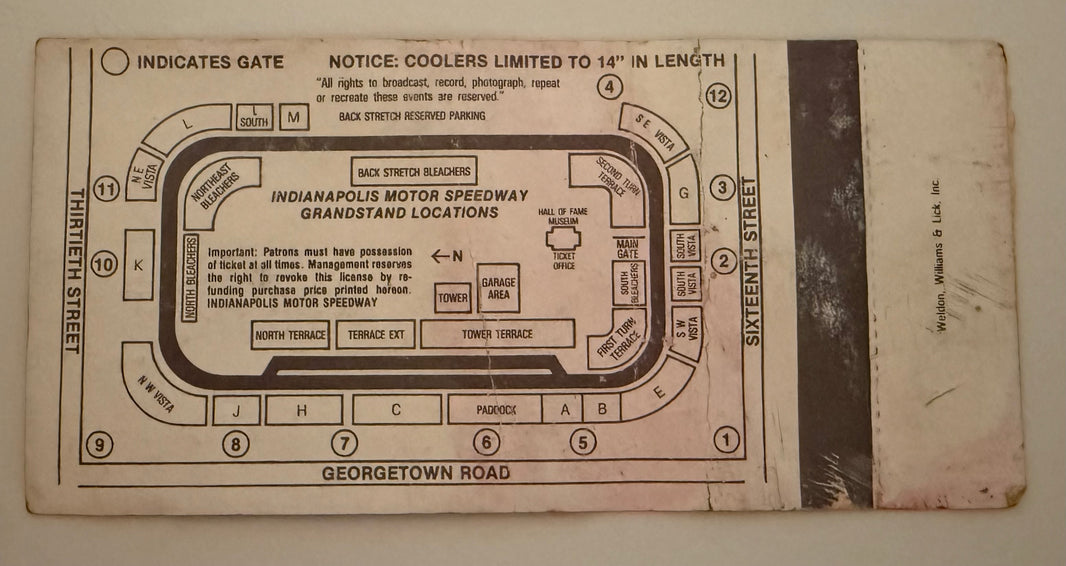 INDICATES GATE
NOTICE: COOLERS LIMITED TO 14" IN LENGTH
"All rights to broadcast, record, photograph, repeat
or recreate these events are reserved."
BACK STRETCH RESERVED PARKING
4
12
L
L
SOUTH
M
S E VISTA
N E
VISTA
11
NORTHEAST
BLEACHERS
BACK STRETCH BLEACHERS
SECOND TURN
TERRACE
G
3
INDIANAPOLIS MOTOR SPEEDWAY
GRANDSTAND LOCATIONS
HALL OF FAME
MUSEUM
TICKET
OFFICE
THIRTIETH STREET
10
K
NORTH BLEACHERS
Important: Patrons must have possession
of ticket at all times. Management reserves
the right to revoke this license by re-
funding purchase price printed hereon.
INDIANAPOLIS MOTOR SPEEDWAY
←N
TOWER
GARAGE
AREA
MAIN
GATE
SOUTH
BLEACHERS
SOUTH
VISTA
SOUTH
VISTA
2
SIXTEENTH STREET
NORTH TERRACE
TERRACE EXT
TOWER TERRACE
FIRST TURN
TERRACE
S W
VISTA
N W VISTA
J
H
C
PADDOCK
A
B
E
9
8
7
6
5
1
GEORGETOWN ROAD
Weldon, Williams & Lick, Inc.